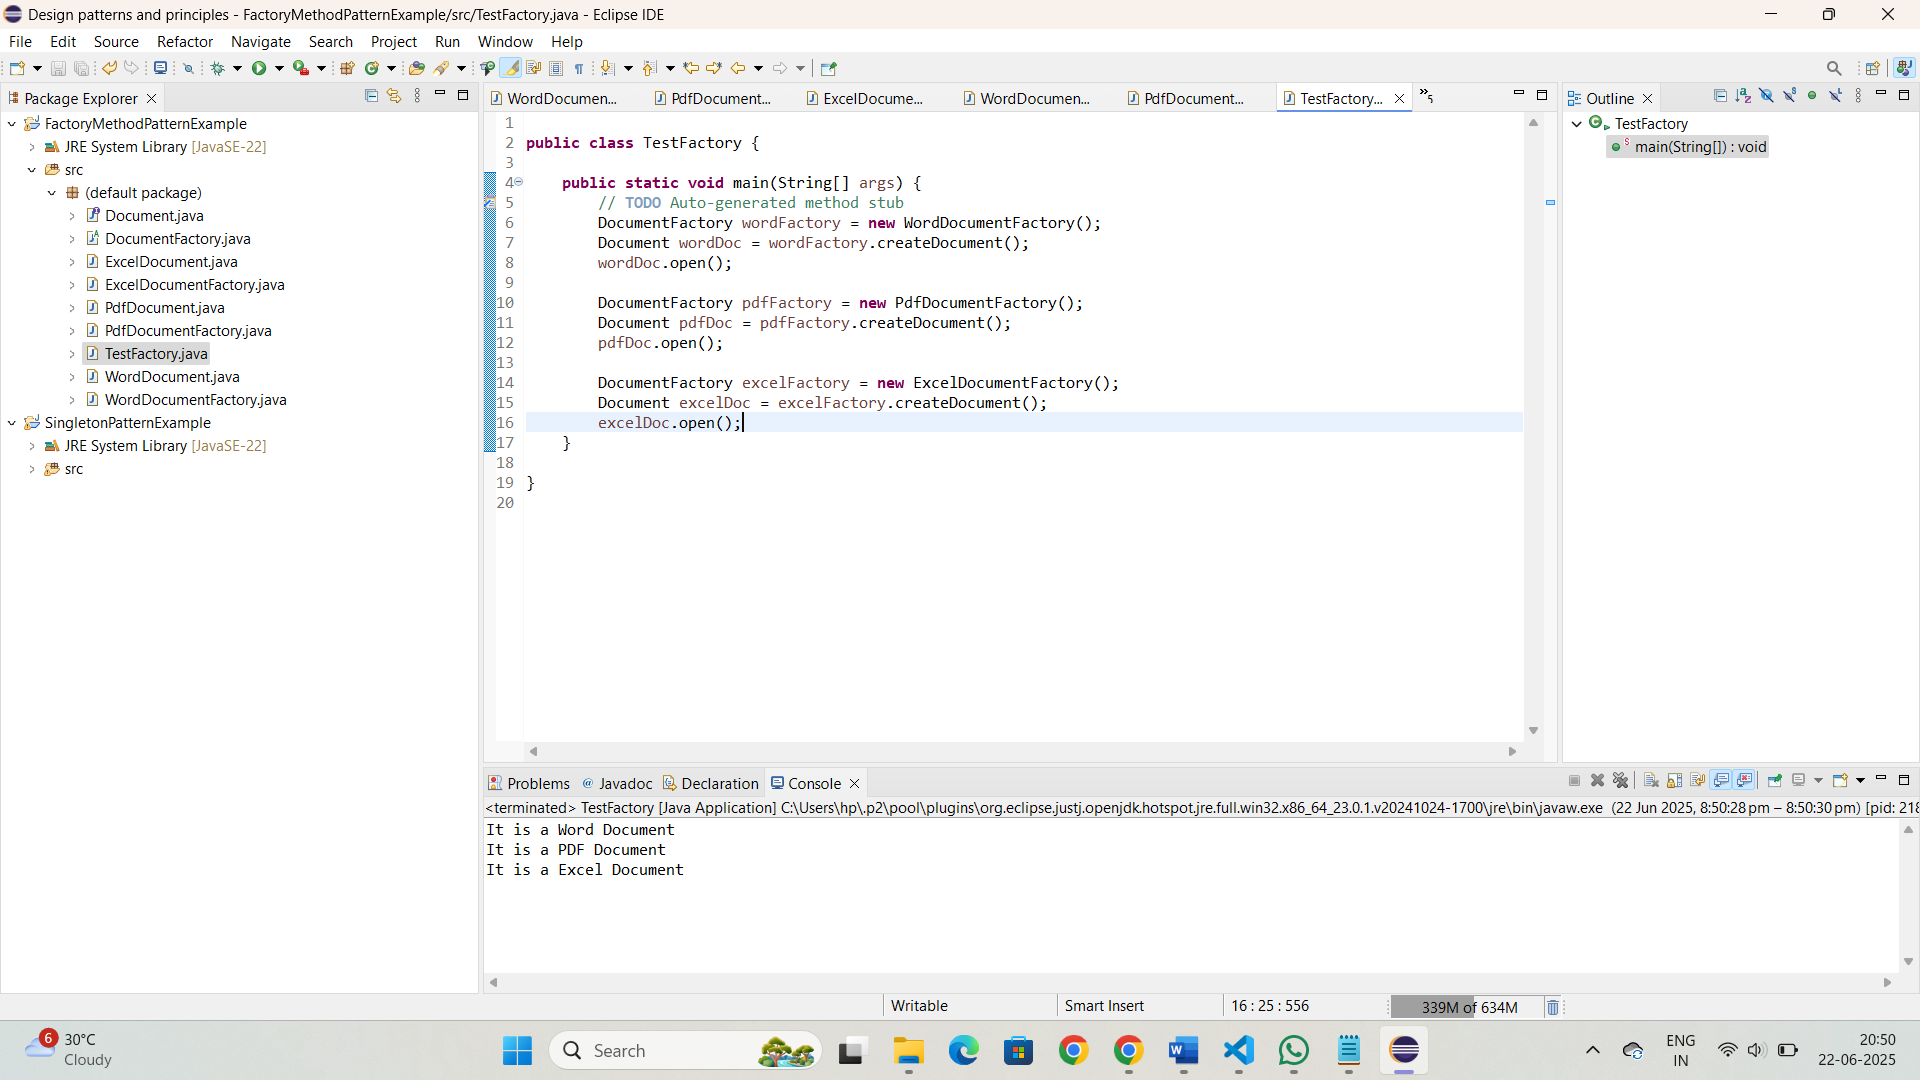 Design patterns and principles - FactoryMethodPatternExample/src/TestFactory.java - Eclipse IDE
File Edit Source Refactor Navigate Search Project Run Window Help
Package Explorer
FactoryMethodPatternExample
JRE System Library [JavaSE-22]
src
(default package)
Document.java
DocumentFactory.java
ExcelDocument.java
ExcelDocumentFactory.java
PdfDocument.java
PdfDocumentFactory.java
TestFactory.java
WordDocument.java
WordDocumentFactory.java
SingletonPatternExample
JRE System Library [JavaSE-22]
src
WordDocumen... PdfDocument... ExcelDocume... WordDocumen... PdfDocument... TestFactory... »5
1
2 public class TestFactory {
3
4 public static void main(String[] args) {
5 // TODO Auto-generated method stub
6 DocumentFactory wordFactory = new WordDocumentFactory();
7 Document wordDoc = wordFactory.createDocument();
8 wordDoc.open();
9
10 DocumentFactory pdfFactory = new PdfDocumentFactory();
11 Document pdfDoc = pdfFactory.createDocument();
12 pdfDoc.open();
13
14 DocumentFactory excelFactory = new ExcelDocumentFactory();
15 Document excelDoc = excelFactory.createDocument();
16 excelDoc.open();
17 }
18
19 }
20
Outline
TestFactory
main(String[]) : void
Problems @ Javadoc Declaration Console
<terminated> TestFactory [Java Application] C:\Users\hp\.p2\pool\plugins\org.eclipse.justj.openjdk.hotspot.jre.full.win32.x86_64_23.0.1.v20241024-1700\jre\bin\javaw.exe (22 Jun 2025, 8:50:28 pm – 8:50:30 pm) [pid: 218
It is a Word Document
It is a PDF Document
It is a Excel Document
Writable Smart Insert 16 : 25 : 556 339M of 634M
6 30°C
Cloudy
Search
ENG
IN
20:50
22-06-2025